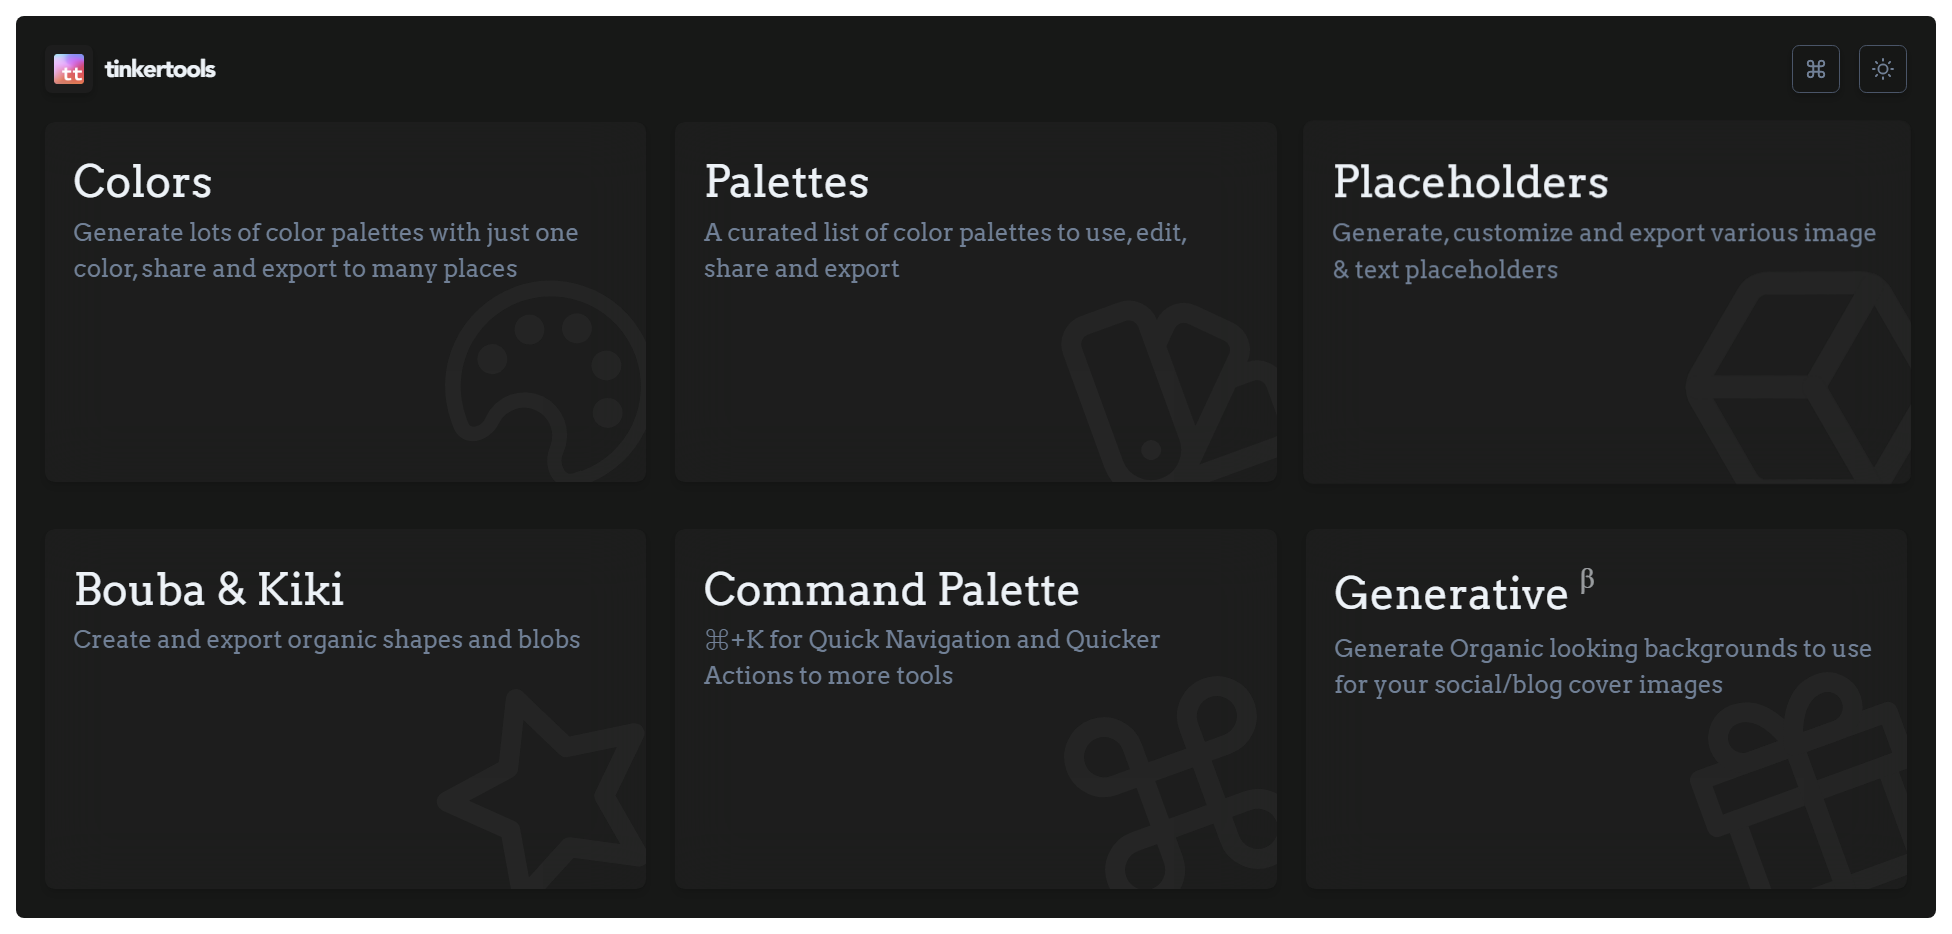 tt tinkertools
⌘
Colors
Generate lots of color palettes with just one
color, share and export to many places
Palettes
A curated list of color palettes to use, edit,
share and export
Placeholders
Generate, customize and export various image
& text placeholders
Bouba & Kiki
Create and export organic shapes and blobs
Command Palette
⌘+K for Quick Navigation and Quicker
Actions to more tools
Generative β
Generate Organic looking backgrounds to use
for your social/blog cover images